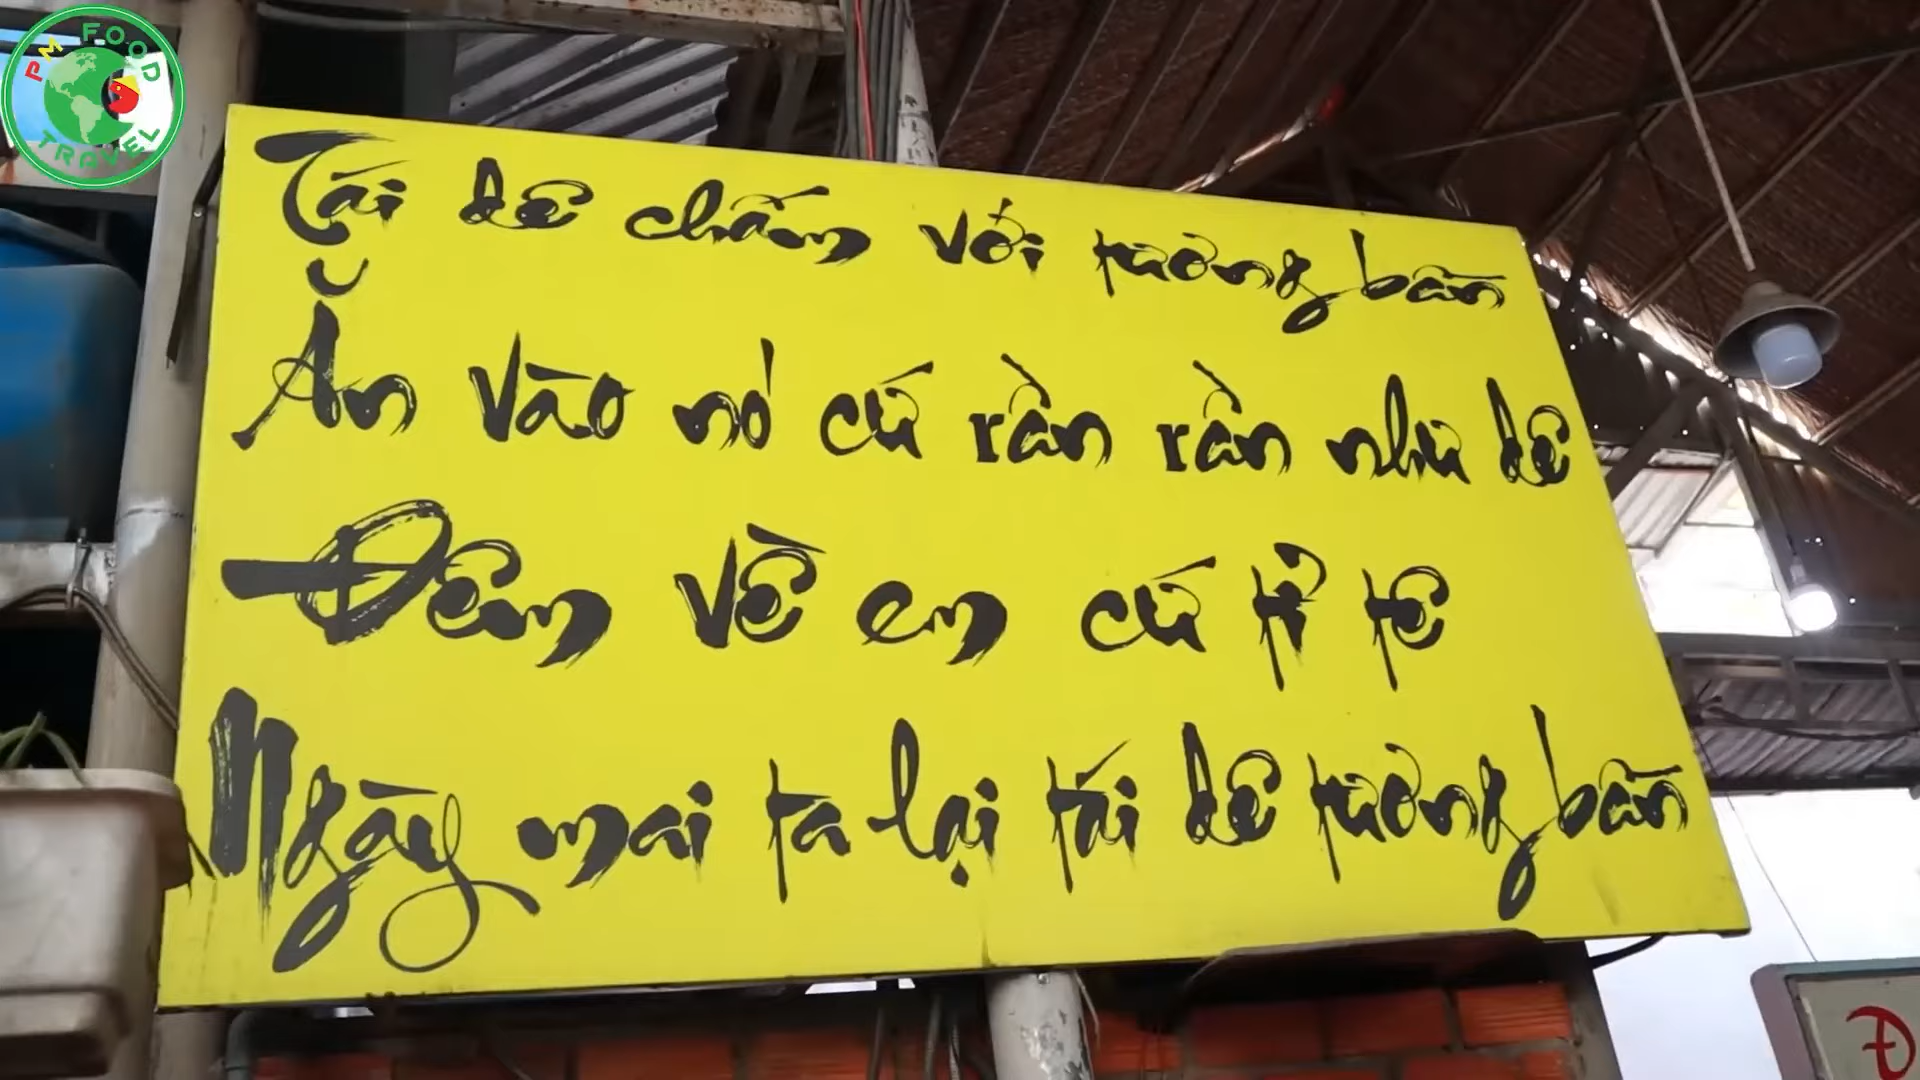 PM FOOD
TRAVEL
Tái dê chấm với tương bần
Ăn vào nó cứ rần rần như dê
Đêm về em cứ tỉ tê
Ngày mai ta lại tái dê tương bần
Đ